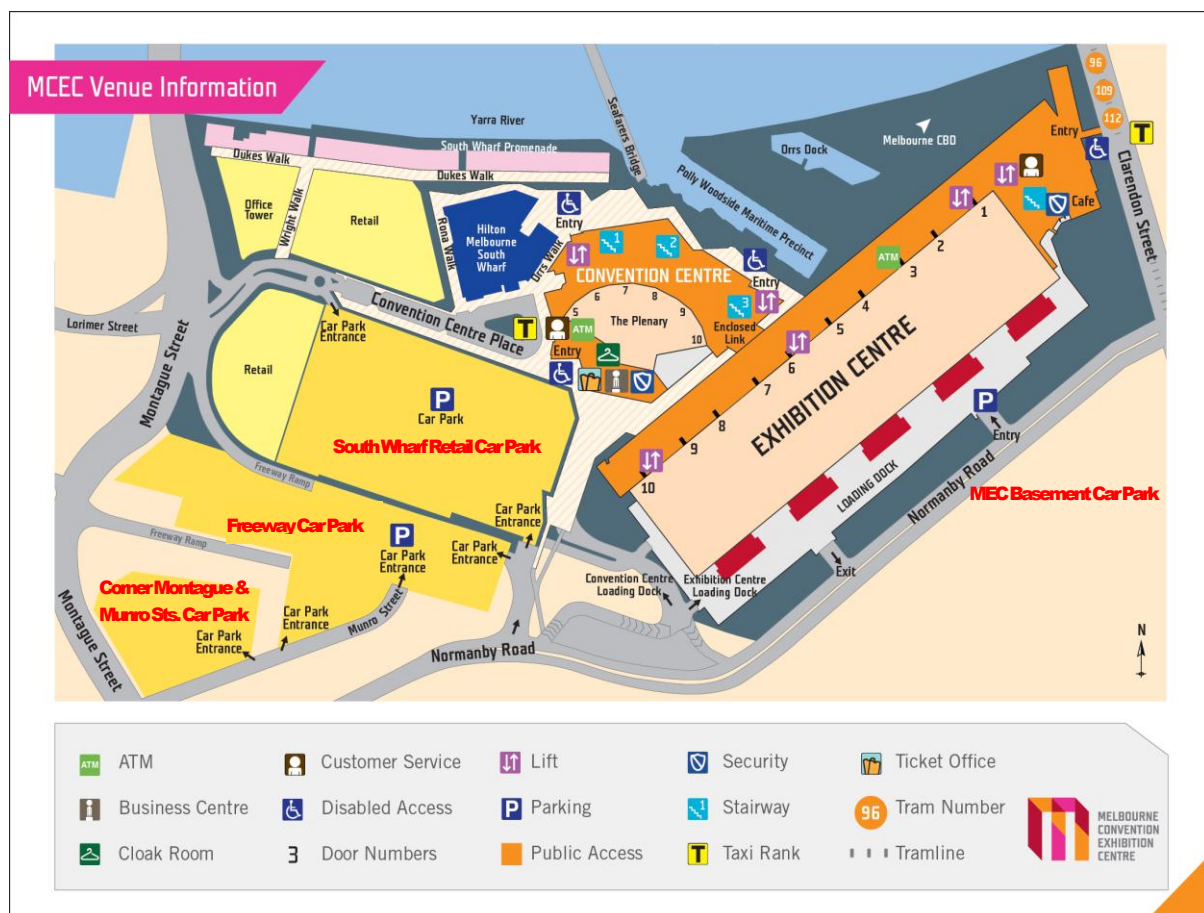 MCEC Venue Information
96
109
112
T
Yarra River
Seafarers Bridge
Melbourne CBD
Orrs Dock
Entry
Clarendon Street
South Wharf Promenade
Dukes Walk
Dukes Walk
Polly Woodside Maritime Precinct
Office
Tower
Wright Walk
Retail
Rona Walk
Hilton
Melbourne
South
Wharf
Orrs Walk
Entry
1
2
CONVENTION CENTRE
Entry
3
Enclosed
Link
5
6
7
8
9
10
The Plenary
ATM
Entry
T
Cafe
1
2
ATM
3
4
5
6
7
8
9
10
EXHIBITION CENTRE
LOADING DOCK
P
Entry
Exit
Normanby Road
MEC Basement Car Park
Lorimer Street
Montague Street
Convention Centre Place
Car Park
Entrance
Retail
P
Car Park
South Wharf Retail Car Park
Freeway Ramp
Freeway Car Park
Freeway Ramp
P
Car Park
Entrance
Car Park
Entrance
Car Park
Entrance
Corner Montague &
Munro Sts. Car Park
Car Park
Entrance
Car Park
Entrance
Munro Street
Montague Street
Normanby Road
Convention Centre
Loading Dock
Exhibition Centre
Loading Dock
N
ATM ATM
Customer Service
Lift
Security
Ticket Office
Business Centre
Disabled Access
P Parking
1 Stairway
96 Tram Number
Cloak Room
3 Door Numbers
Public Access
T Taxi Rank
Tramline
MELBOURNE
CONVENTION
EXHIBITION
CENTRE